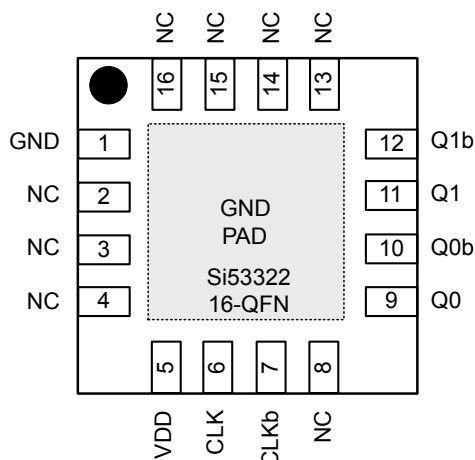 NC NC NC NC
16 15 14 13
GND 1 12 Q1b
NC 2 11 Q1
NC 3 10 Q0b
NC 4 9 Q0
GND
PAD
Si53322
16-QFN
5 6 7 8
VDD CLK CLKb NC